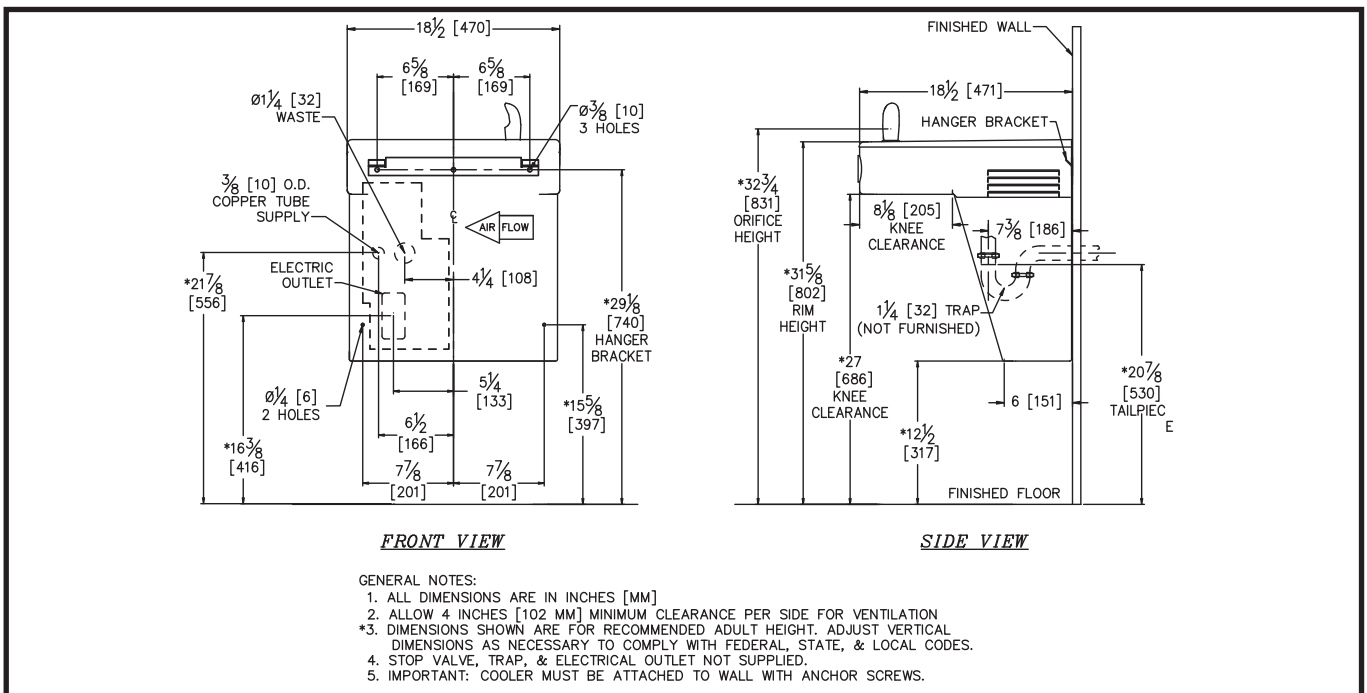 18½ [470]
6⅝
[169]
6⅝
[169]
Ø1¼ [32]
WASTE
Ø⅜ [10]
3 HOLES
⅜ [10] O.D.
COPPER TUBE
SUPPLY
℄
AIR FLOW
ELECTRIC
OUTLET
4¼ [108]
*21⅞
[556]
*29⅛
[740]
HANGER
BRACKET
Ø¼ [6]
2 HOLES
5¼
[133]
*15⅝
[397]
6½
[166]
*16⅜
[416]
7⅞
[201]
7⅞
[201]
FRONT VIEW
FINISHED WALL
18½ [471]
HANGER BRACKET
*32¾
[831]
ORIFICE
HEIGHT
8⅛ [205]
KNEE
CLEARANCE
7⅜ [186]
*31⅝
[802]
RIM
HEIGHT
1¼ [32] TRAP
(NOT FURNISHED)
*27
[686]
KNEE
CLEARANCE
*20⅞
[530]
TAILPIEC
E
6 [151]
*12½
[317]
FINISHED FLOOR
SIDE VIEW
GENERAL NOTES:
1. ALL DIMENSIONS ARE IN INCHES [MM]
2. ALLOW 4 INCHES [102 MM] MINIMUM CLEARANCE PER SIDE FOR VENTILATION
*3. DIMENSIONS SHOWN ARE FOR RECOMMENDED ADULT HEIGHT. ADJUST VERTICAL
DIMENSIONS AS NECESSARY TO COMPLY WITH FEDERAL, STATE, & LOCAL CODES.
4. STOP VALVE, TRAP, & ELECTRICAL OUTLET NOT SUPPLIED.
5. IMPORTANT: COOLER MUST BE ATTACHED TO WALL WITH ANCHOR SCREWS.